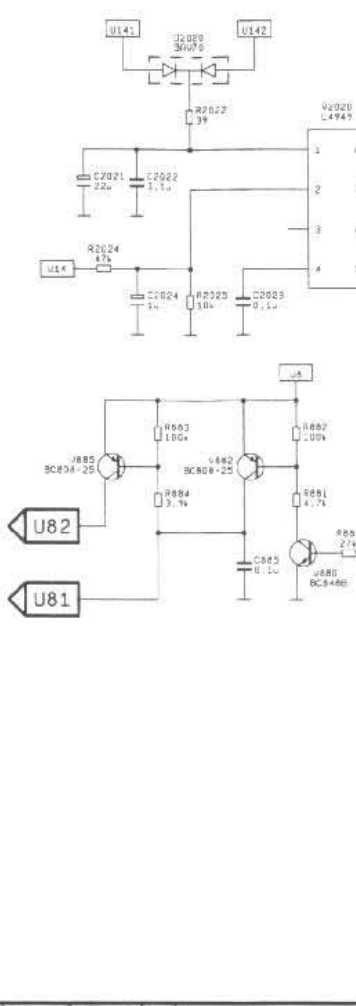 U141
U142
BAV70
R2022
39
V2020
L4949
1
C2021
22u
C2022
2
R2024
47k
3
U14
C2024
1u
R2025
10k
C2023
0,1u
4
U8
R883
100k
R882
100k
V885
BC808-25
V882
BC808-25
R884
3.9k
R881
4.7k
U82
C885
0.1u
27k
V880
BC848B
U81